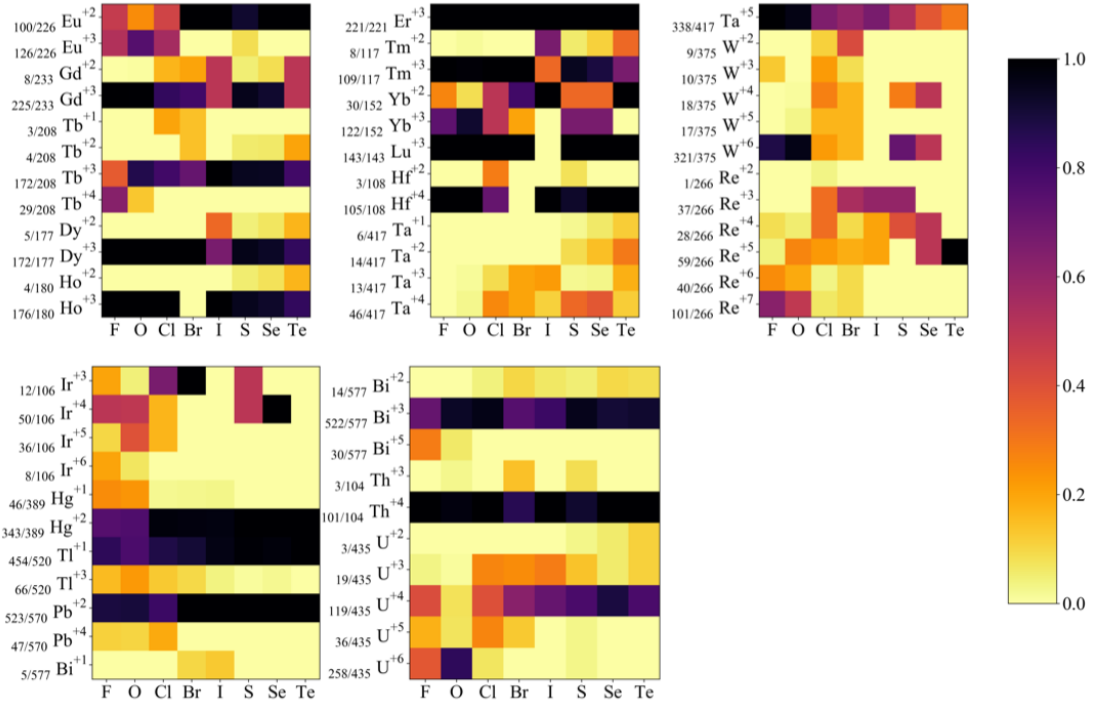 100/226 Eu+2
126/226 Eu+3
8/233 Gd+2
225/233 Gd+3
3/208 Tb+1
4/208 Tb+2
172/208 Tb+3
29/208 Tb+4
5/177 Dy+2
172/177 Dy+3
4/180 Ho+2
176/180 Ho+3
F O Cl Br I S Se Te
221/221 Er+3
8/117 Tm+2
109/117 Tm+3
30/152 Yb+2
122/152 Yb+3
143/143 Lu+3
3/108 Hf+2
105/108 Hf+4
6/417 Ta+1
14/417 Ta+2
13/417 Ta+3
46/417 Ta+4
F O Cl Br I S Se Te
338/417 Ta+5
9/375 W+2
10/375 W+3
18/375 W+4
17/375 W+5
321/375 W+6
1/266 Re+2
37/266 Re+3
28/266 Re+4
59/266 Re+5
40/266 Re+6
101/266 Re+7
F O Cl Br I S Se Te
1.0
0.8
0.6
0.4
0.2
0.0
12/106 Ir+3
50/106 Ir+4
36/106 Ir+5
8/106 Ir+6
46/389 Hg+1
343/389 Hg+2
454/520 Tl+1
66/520 Tl+3
523/570 Pb+2
47/570 Pb+4
5/577 Bi+1
F O Cl Br I S Se Te
14/577 Bi+2
522/577 Bi+3
30/577 Bi+5
3/104 Th+3
101/104 Th+4
3/435 U+2
19/435 U+3
119/435 U+4
36/435 U+5
258/435 U+6
F O Cl Br I S Se Te